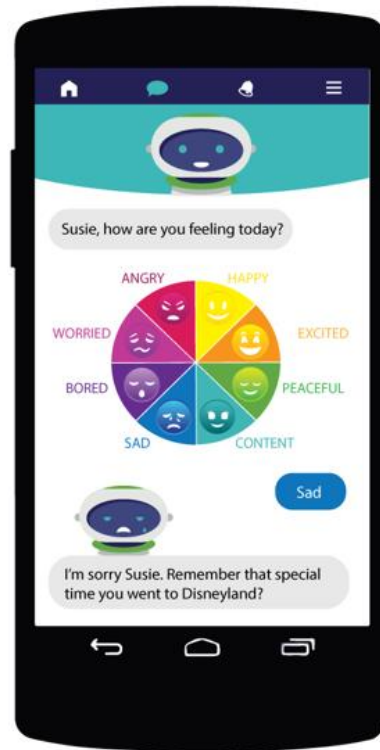 Susie, how are you feeling today?
ANGRY
HAPPY
WORRIED
EXCITED
BORED
PEACEFUL
SAD
CONTENT
Sad
I'm sorry Susie. Remember that special
time you went to Disneyland?